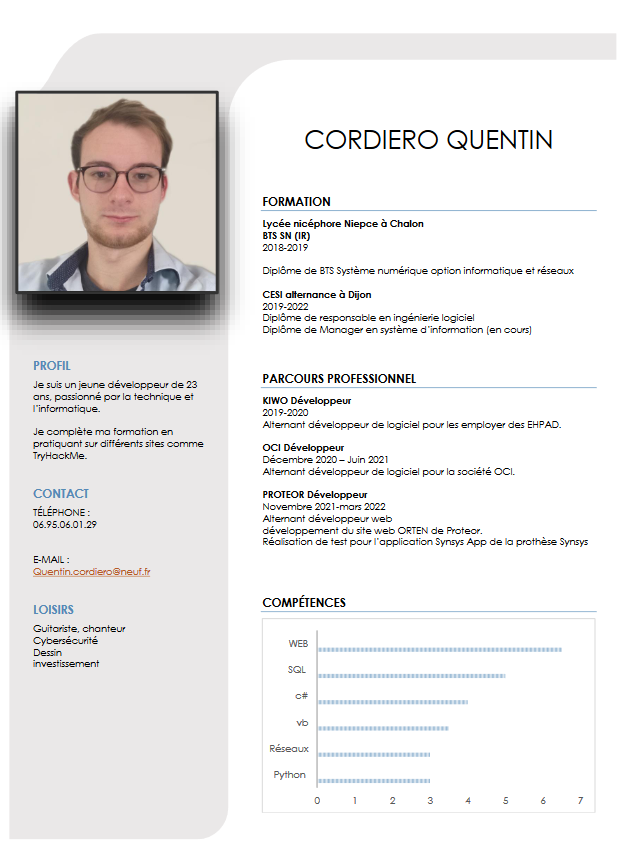 CORDIERO QUENTIN
FORMATION
Lycée nicéphore Niepce à Chalon
BTS SN (IR)
2018-2019
Diplôme de BTS Système numérique option informatique et réseaux
CESI alternance à Dijon
2019-2022
Diplôme de responsable en ingénierie logiciel
Diplôme de Manager en système d'information (en cours)
PROFIL
Je suis un jeune développeur de 23
ans, passionné par la technique et
l'informatique.
Je complète ma formation en
pratiquant sur différents sites comme
TryHackMe.
CONTACT
TÉLÉPHONE :
06.95.06.01.29
E-MAIL :
Quentin.cordiero@neuf.fr
LOISIRS
Guitariste, chanteur
Cybersécurité
Dessin
investissement
PARCOURS PROFESSIONNEL
KIWO Développeur
2019-2020
Alternant développeur de logiciel pour les employer des EHPAD.
OCI Développeur
Décembre 2020 – Juin 2021
Alternant développeur de logiciel pour la société OCI.
PROTEOR Développeur
Novembre 2021-mars 2022
Alternant développeur web
développement du site web ORTEN de Proteor.
Réalisation de test pour l'application Synsys App de la prothèse Synsys
COMPÉTENCES
WEB
SQL
c#
vb
Réseaux
Python
0 1 2 3 4 5 6 7